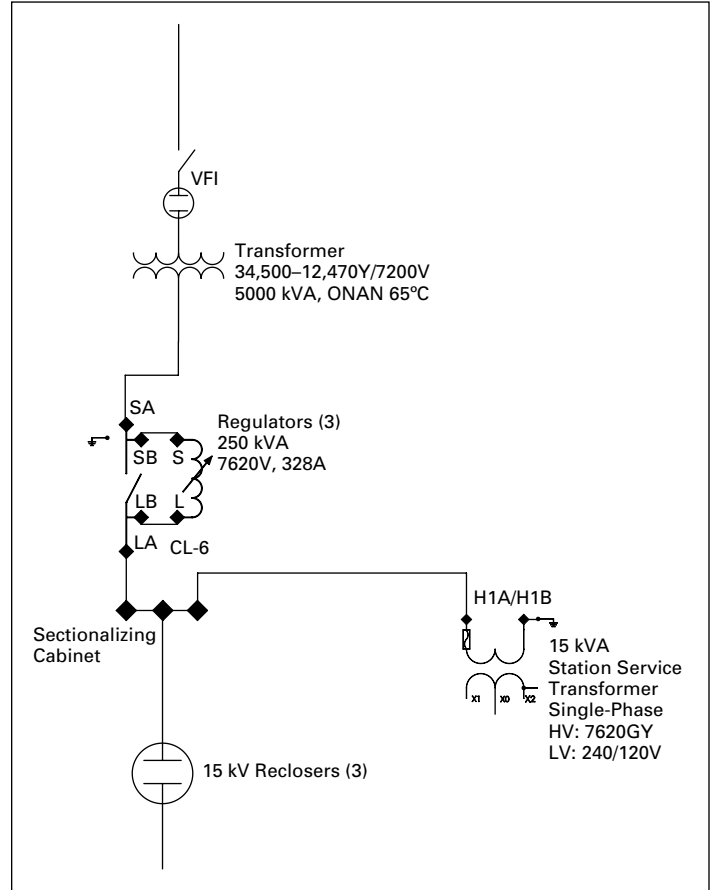 VFI
Transformer
34,500–12,470Y/7200V
5000 kVA, ONAN 65ºC
SA
Regulators (3)
250 kVA
7620V, 328A
SB S
LB L
LA CL-6
H1A/H1B
Sectionalizing
Cabinet
15 kVA
Station Service
Transformer
Single-Phase
HV: 7620GY
LV: 240/120V
X1 X0 X2
15 kV Reclosers (3)